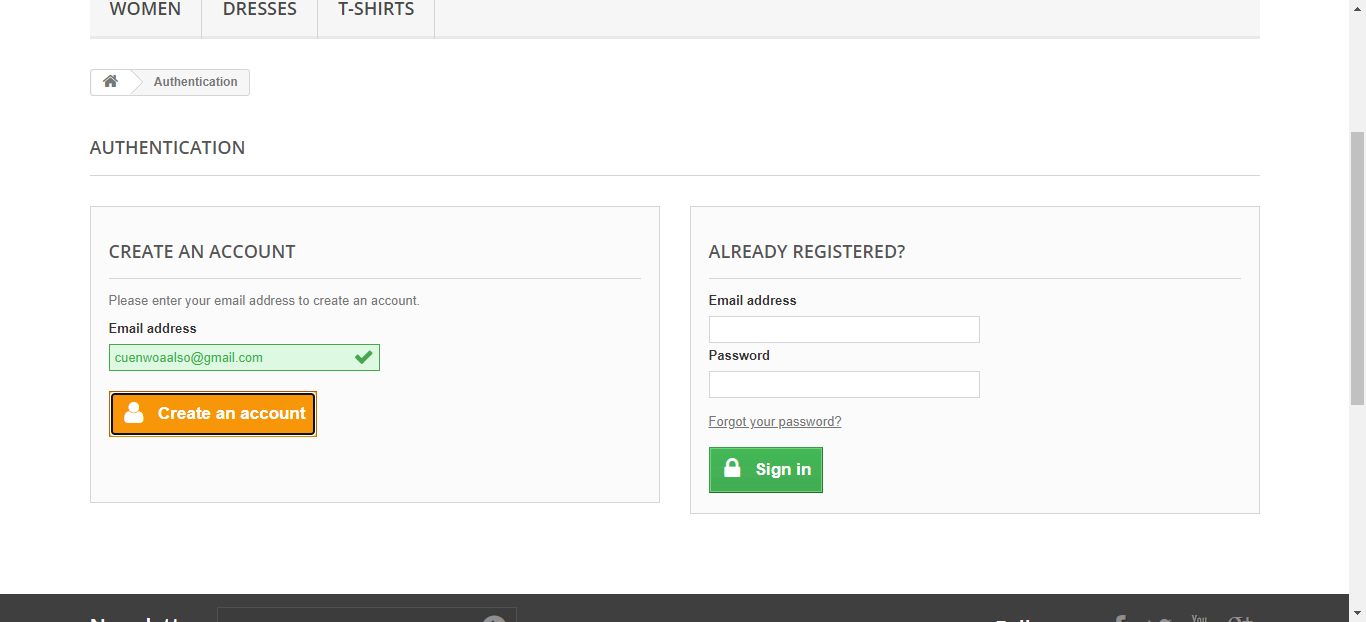 WOMEN DRESSES T-SHIRTS
Authentication
AUTHENTICATION
CREATE AN ACCOUNT
Please enter your email address to create an account.
Email address
cuenwoaalso@gmail.com
Create an account
ALREADY REGISTERED?
Email address
Password
Forgot your password?
Sign in
You